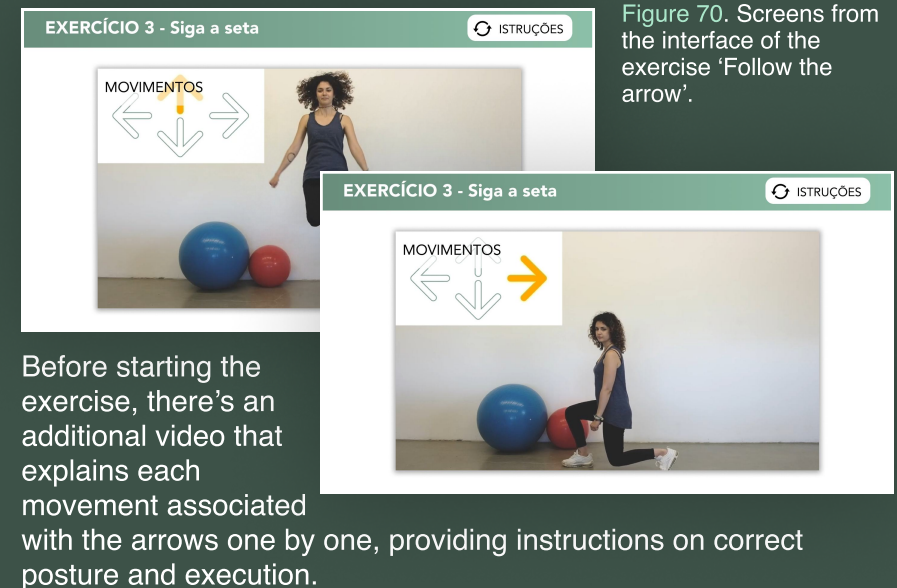 EXERCÍCIO 3 - Siga a seta
ISTRUÇÕES
MOVIMENTOS
Figure 70. Screens from
the interface of the
exercise ‘Follow the
arrow’.
EXERCÍCIO 3 - Siga a seta
ISTRUÇÕES
MOVIMENTOS
Before starting the
exercise, there’s an
additional video that
explains each
movement associated
with the arrows one by one, providing instructions on correct
posture and execution.